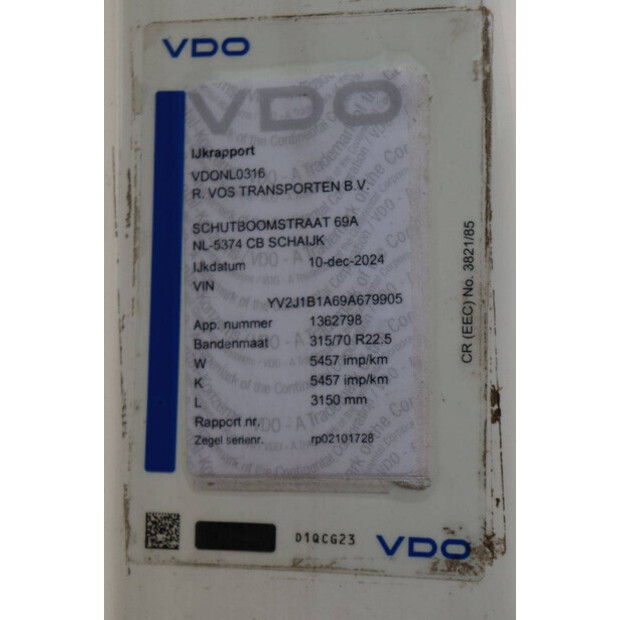 VDO
VDO
IJkrapport
VDONL0316
R. VOS TRANSPORTEN B.V.
SCHUTBOOMSTRAAT 69A
NL-5374 CB SCHAIJK
IJkdatum 10-dec-2024
VIN
YV2J1B1A69A679905
App. nummer 1362798
Bandenmaat 315/70 R22.5
W 5457 imp/km
K 5457 imp/km
L 3150 mm
Rapport nr.
Zegel serienr. rp02101728
CR (EEC) No. 3821/85
D1QCG23
VDO